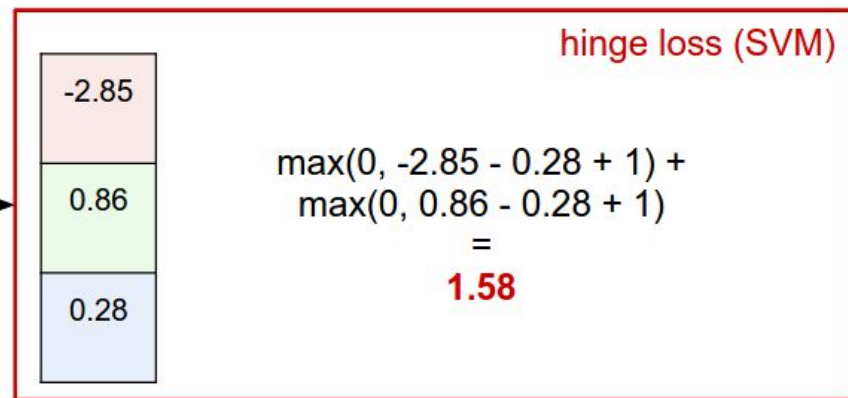 hinge loss (SVM)
-2.85
0.86
0.28
max(0, -2.85 - 0.28 + 1) +
max(0, 0.86 - 0.28 + 1)
=
1.58